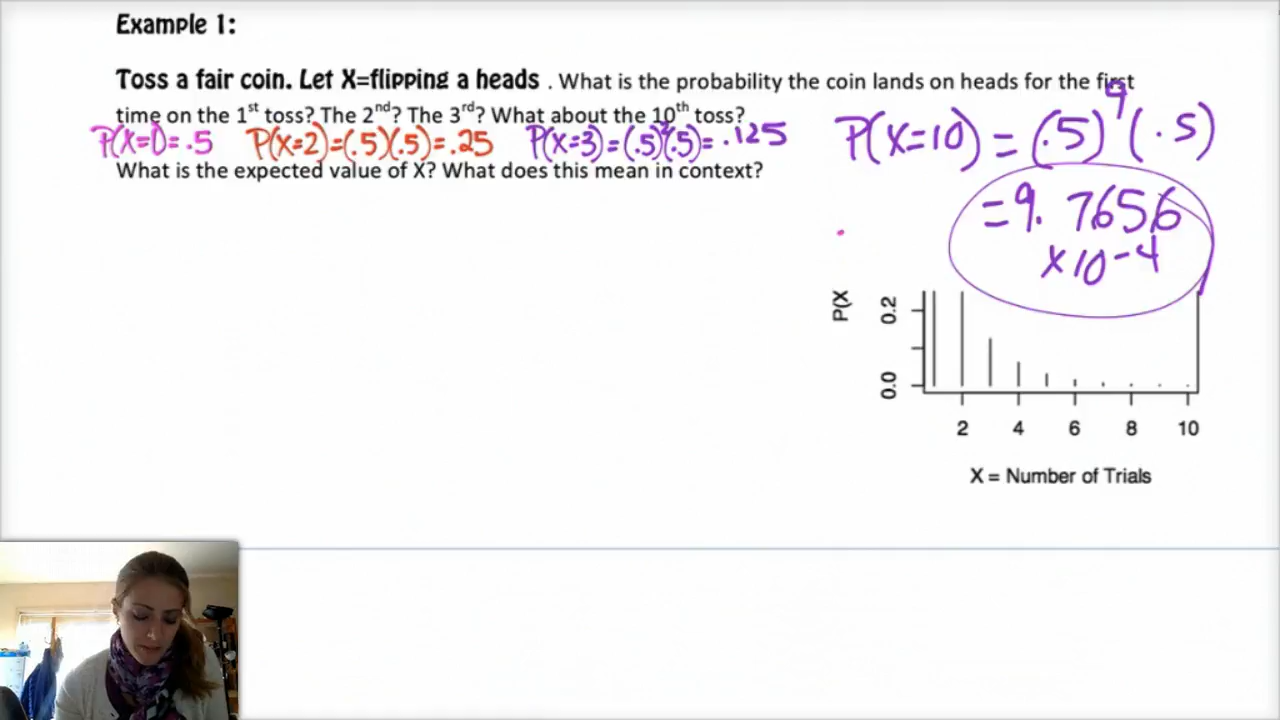 Example 1:
Toss a fair coin. Let X=flipping a heads . What is the probability the coin lands on heads for the first
time on the 1st toss? The 2nd? The 3rd? What about the 10th toss?
P(X=1)=.5 P(X=2)=(.5)(.5)=.25 P(X=3)=(.5)²(.5)=.125 P(X=10)=(.5)⁹(.5)
What is the expected value of X? What does this mean in context?
=9.7656
x10-4
P(X
0.2
0.0
2 4 6 8 10
X = Number of Trials